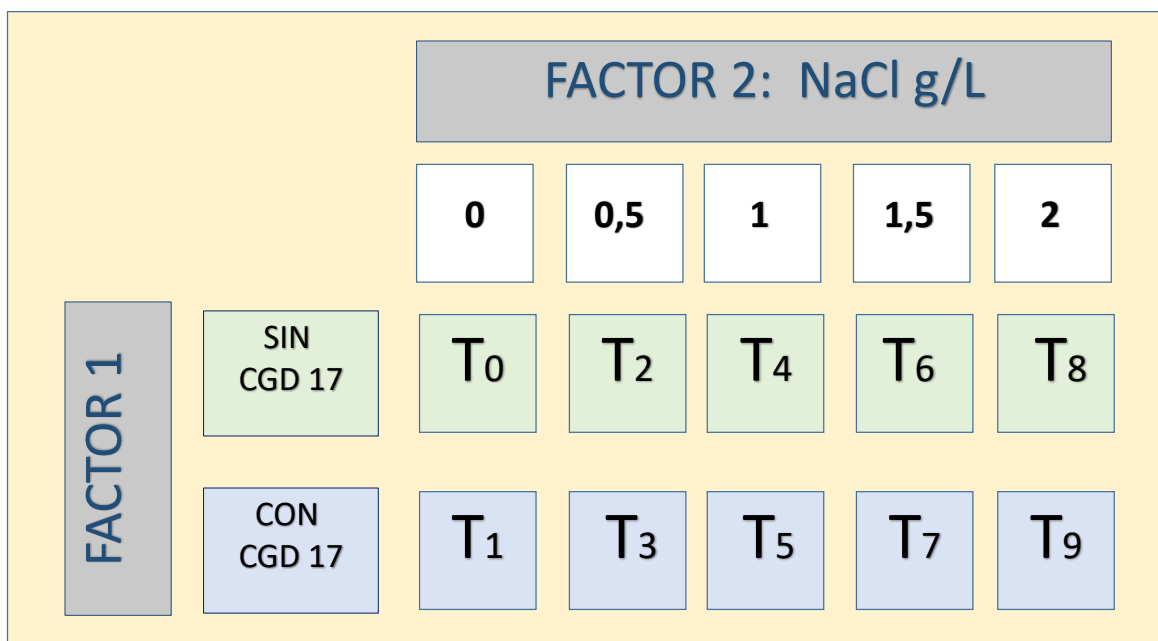 FACTOR 2: NaCl g/L
0 0,5 1 1,5 2
FACTOR 1
SIN
CGD 17
T0 T2 T4 T6 T8
CON
CGD 17
T1 T3 T5 T7 T9